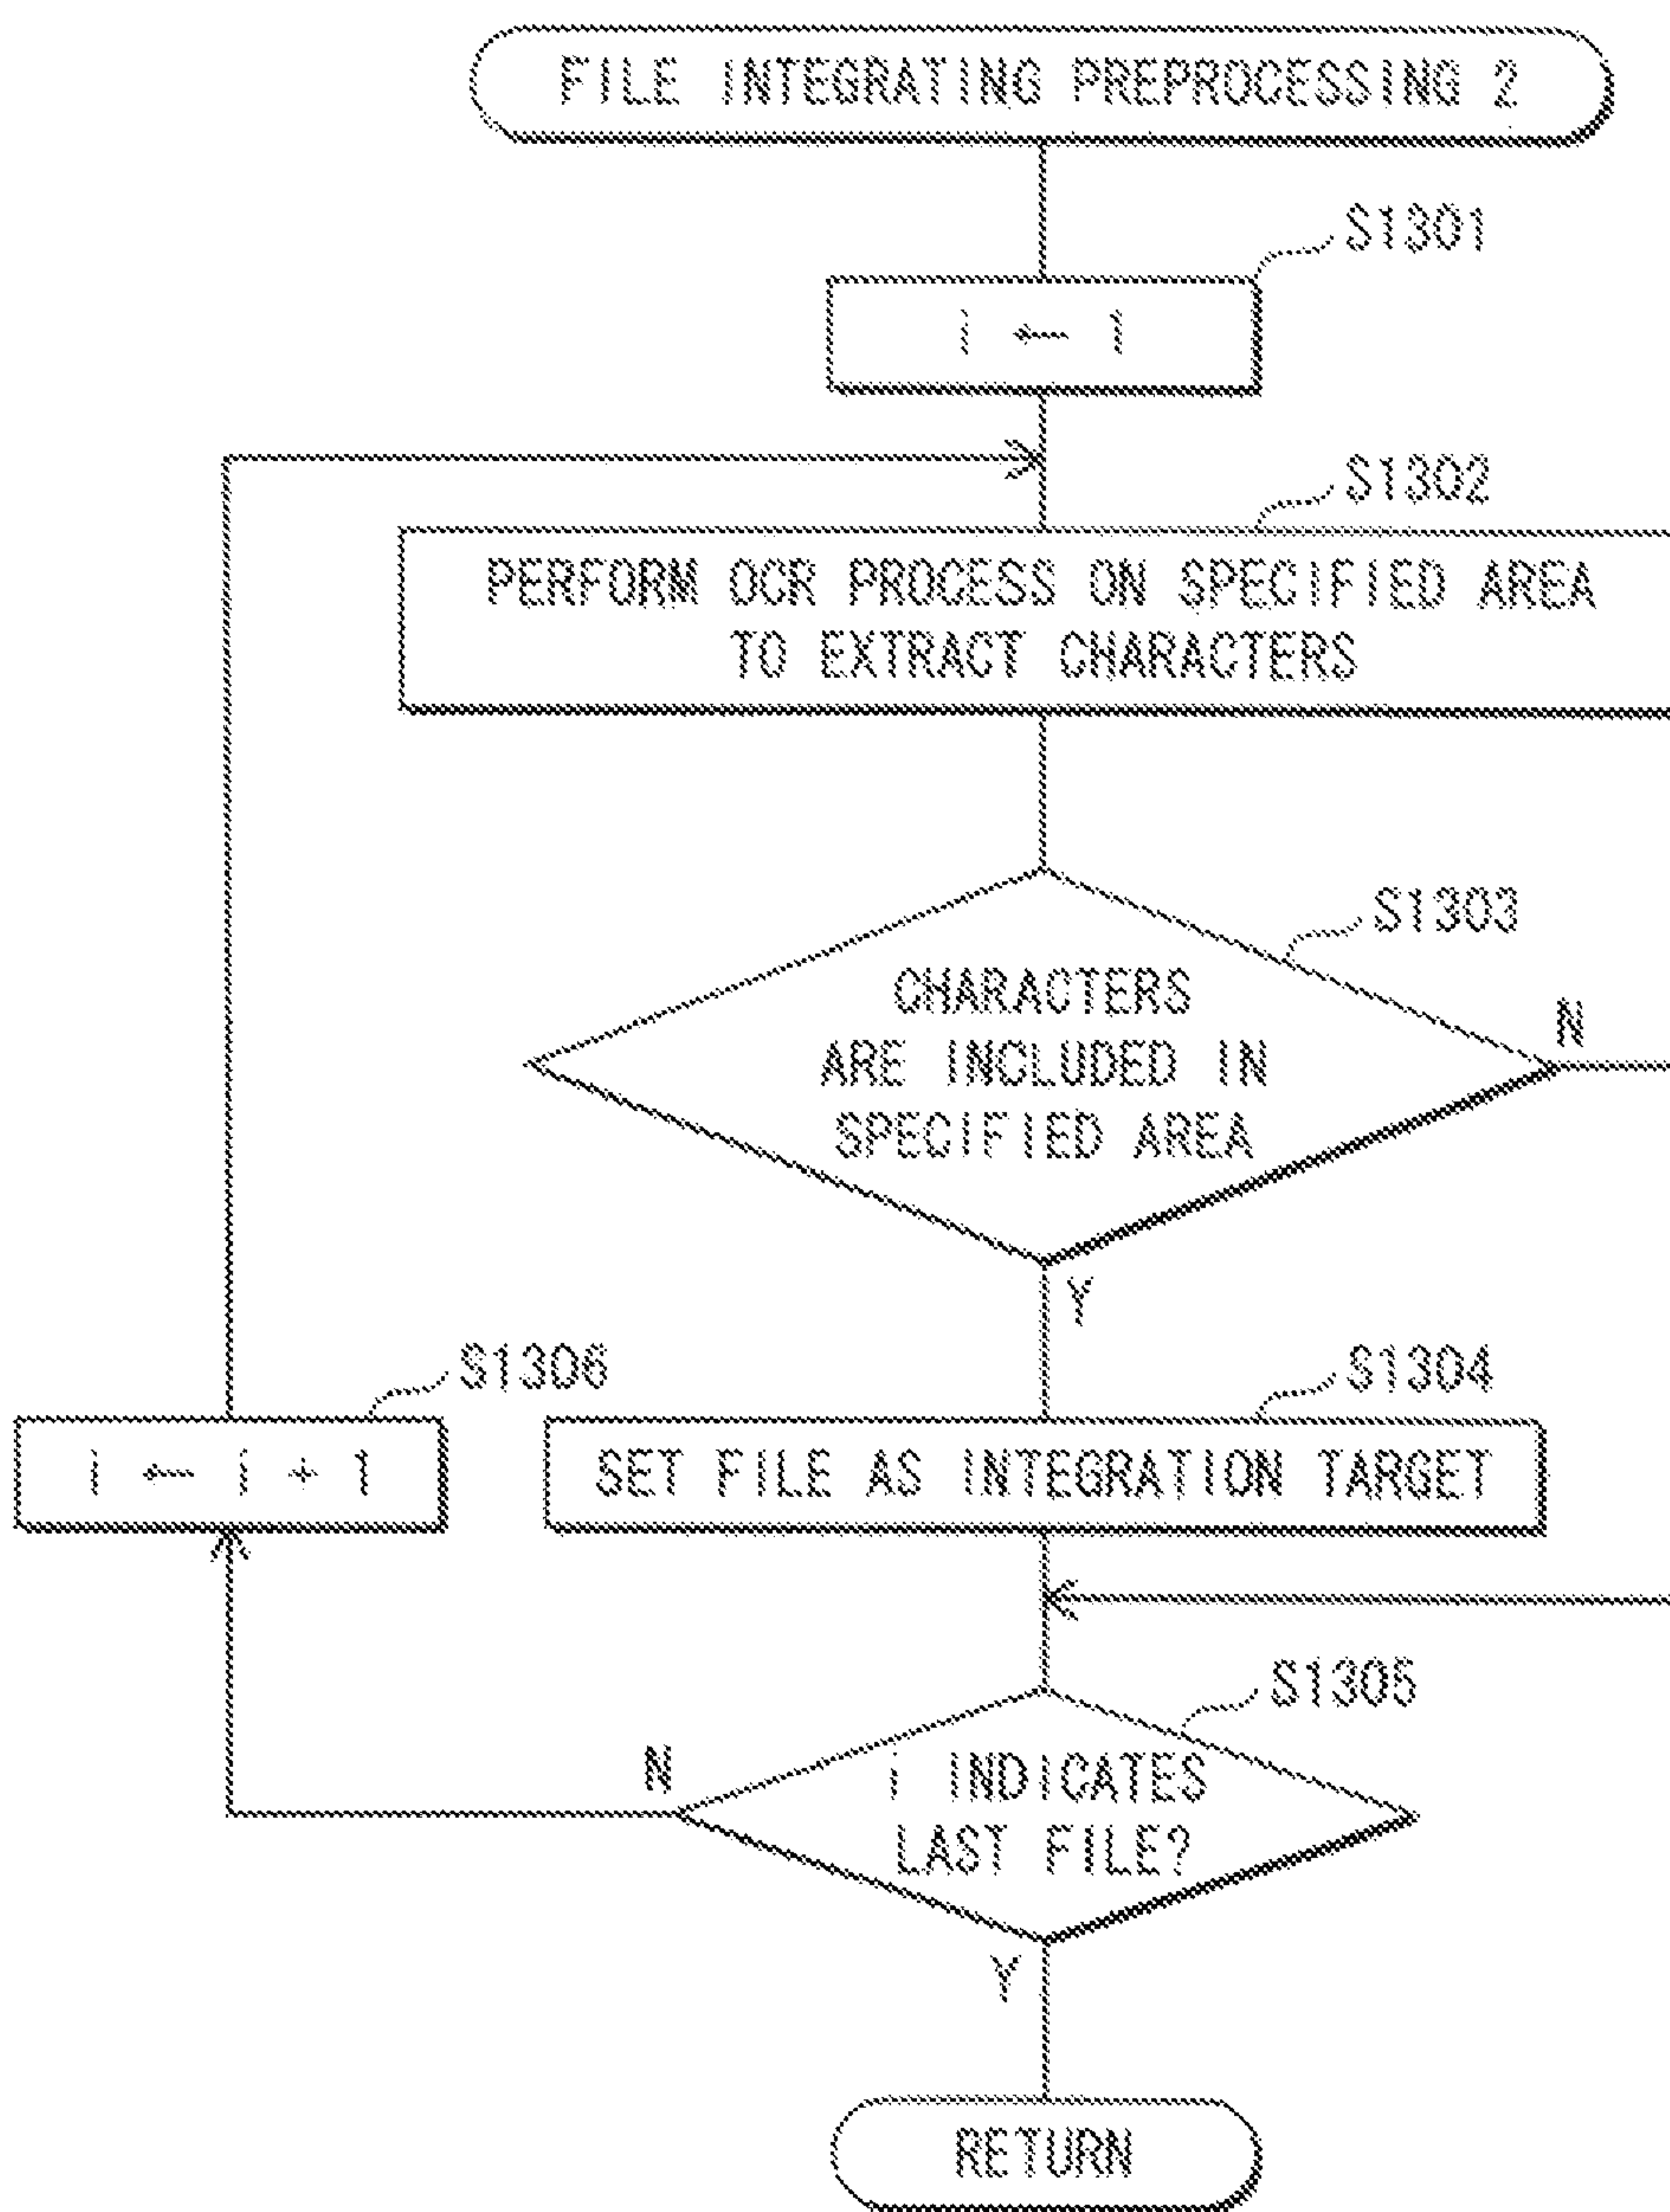 FILE INTEGRATING PREPROCESSING 2
S1301
i ← 1
S1302
PERFORM OCR PROCESS ON SPECIFIED AREA
TO EXTRACT CHARACTERS
S1303
CHARACTERS
ARE INCLUDED IN
SPECIFIED AREA
N
Y
S1306
S1304
i ← i + 1
SET FILE AS INTEGRATION TARGET
S1305
N
i INDICATES
LAST FILE?
Y
RETURN